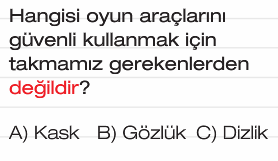 Hangisi oyun araçlarını
güvenli kullanmak için
takmamız gerekenlerden
değildir?
A) Kask B) Gözlük C) Dizlik